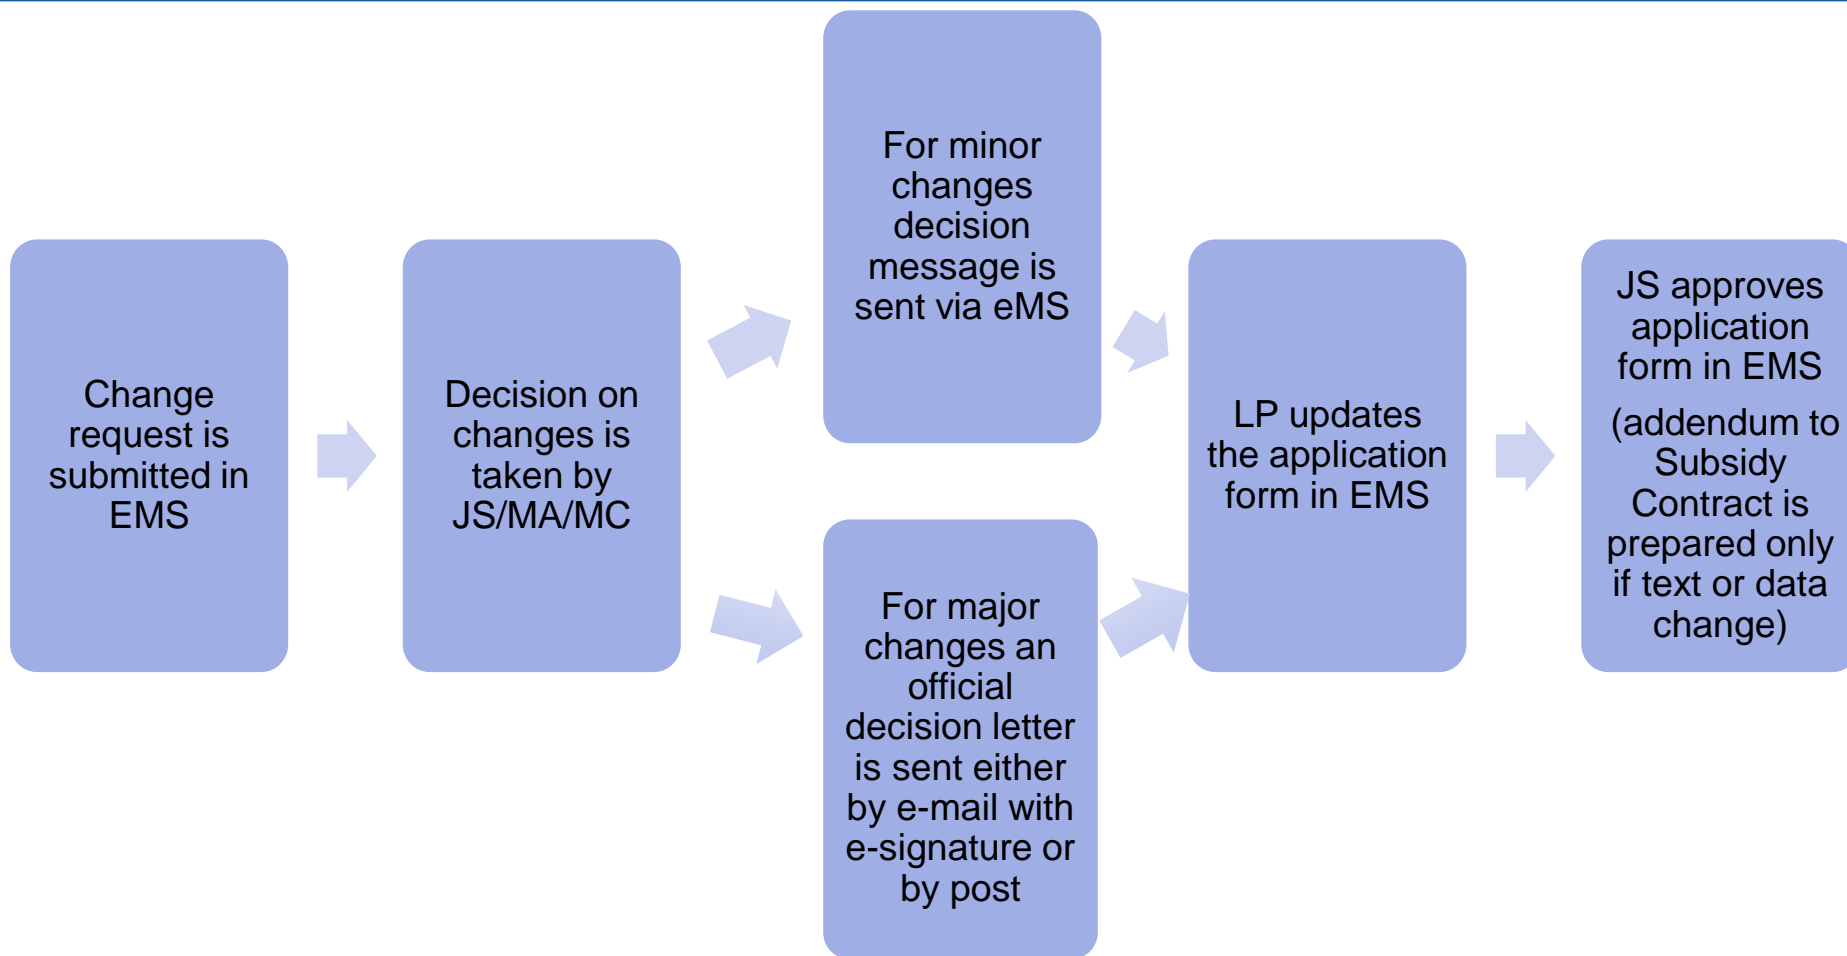 Change
request is
submitted in
EMS
Decision on
changes is
taken by
JS/MA/MC
For minor
changes
decision
message is
sent via eMS
For major
changes an
official
decision letter
is sent either
by e-mail with
e-signature or
by post
LP updates
the application
form in EMS
JS approves
application
form in EMS
(addendum to
Subsidy
Contract is
prepared only
if text or data
change)